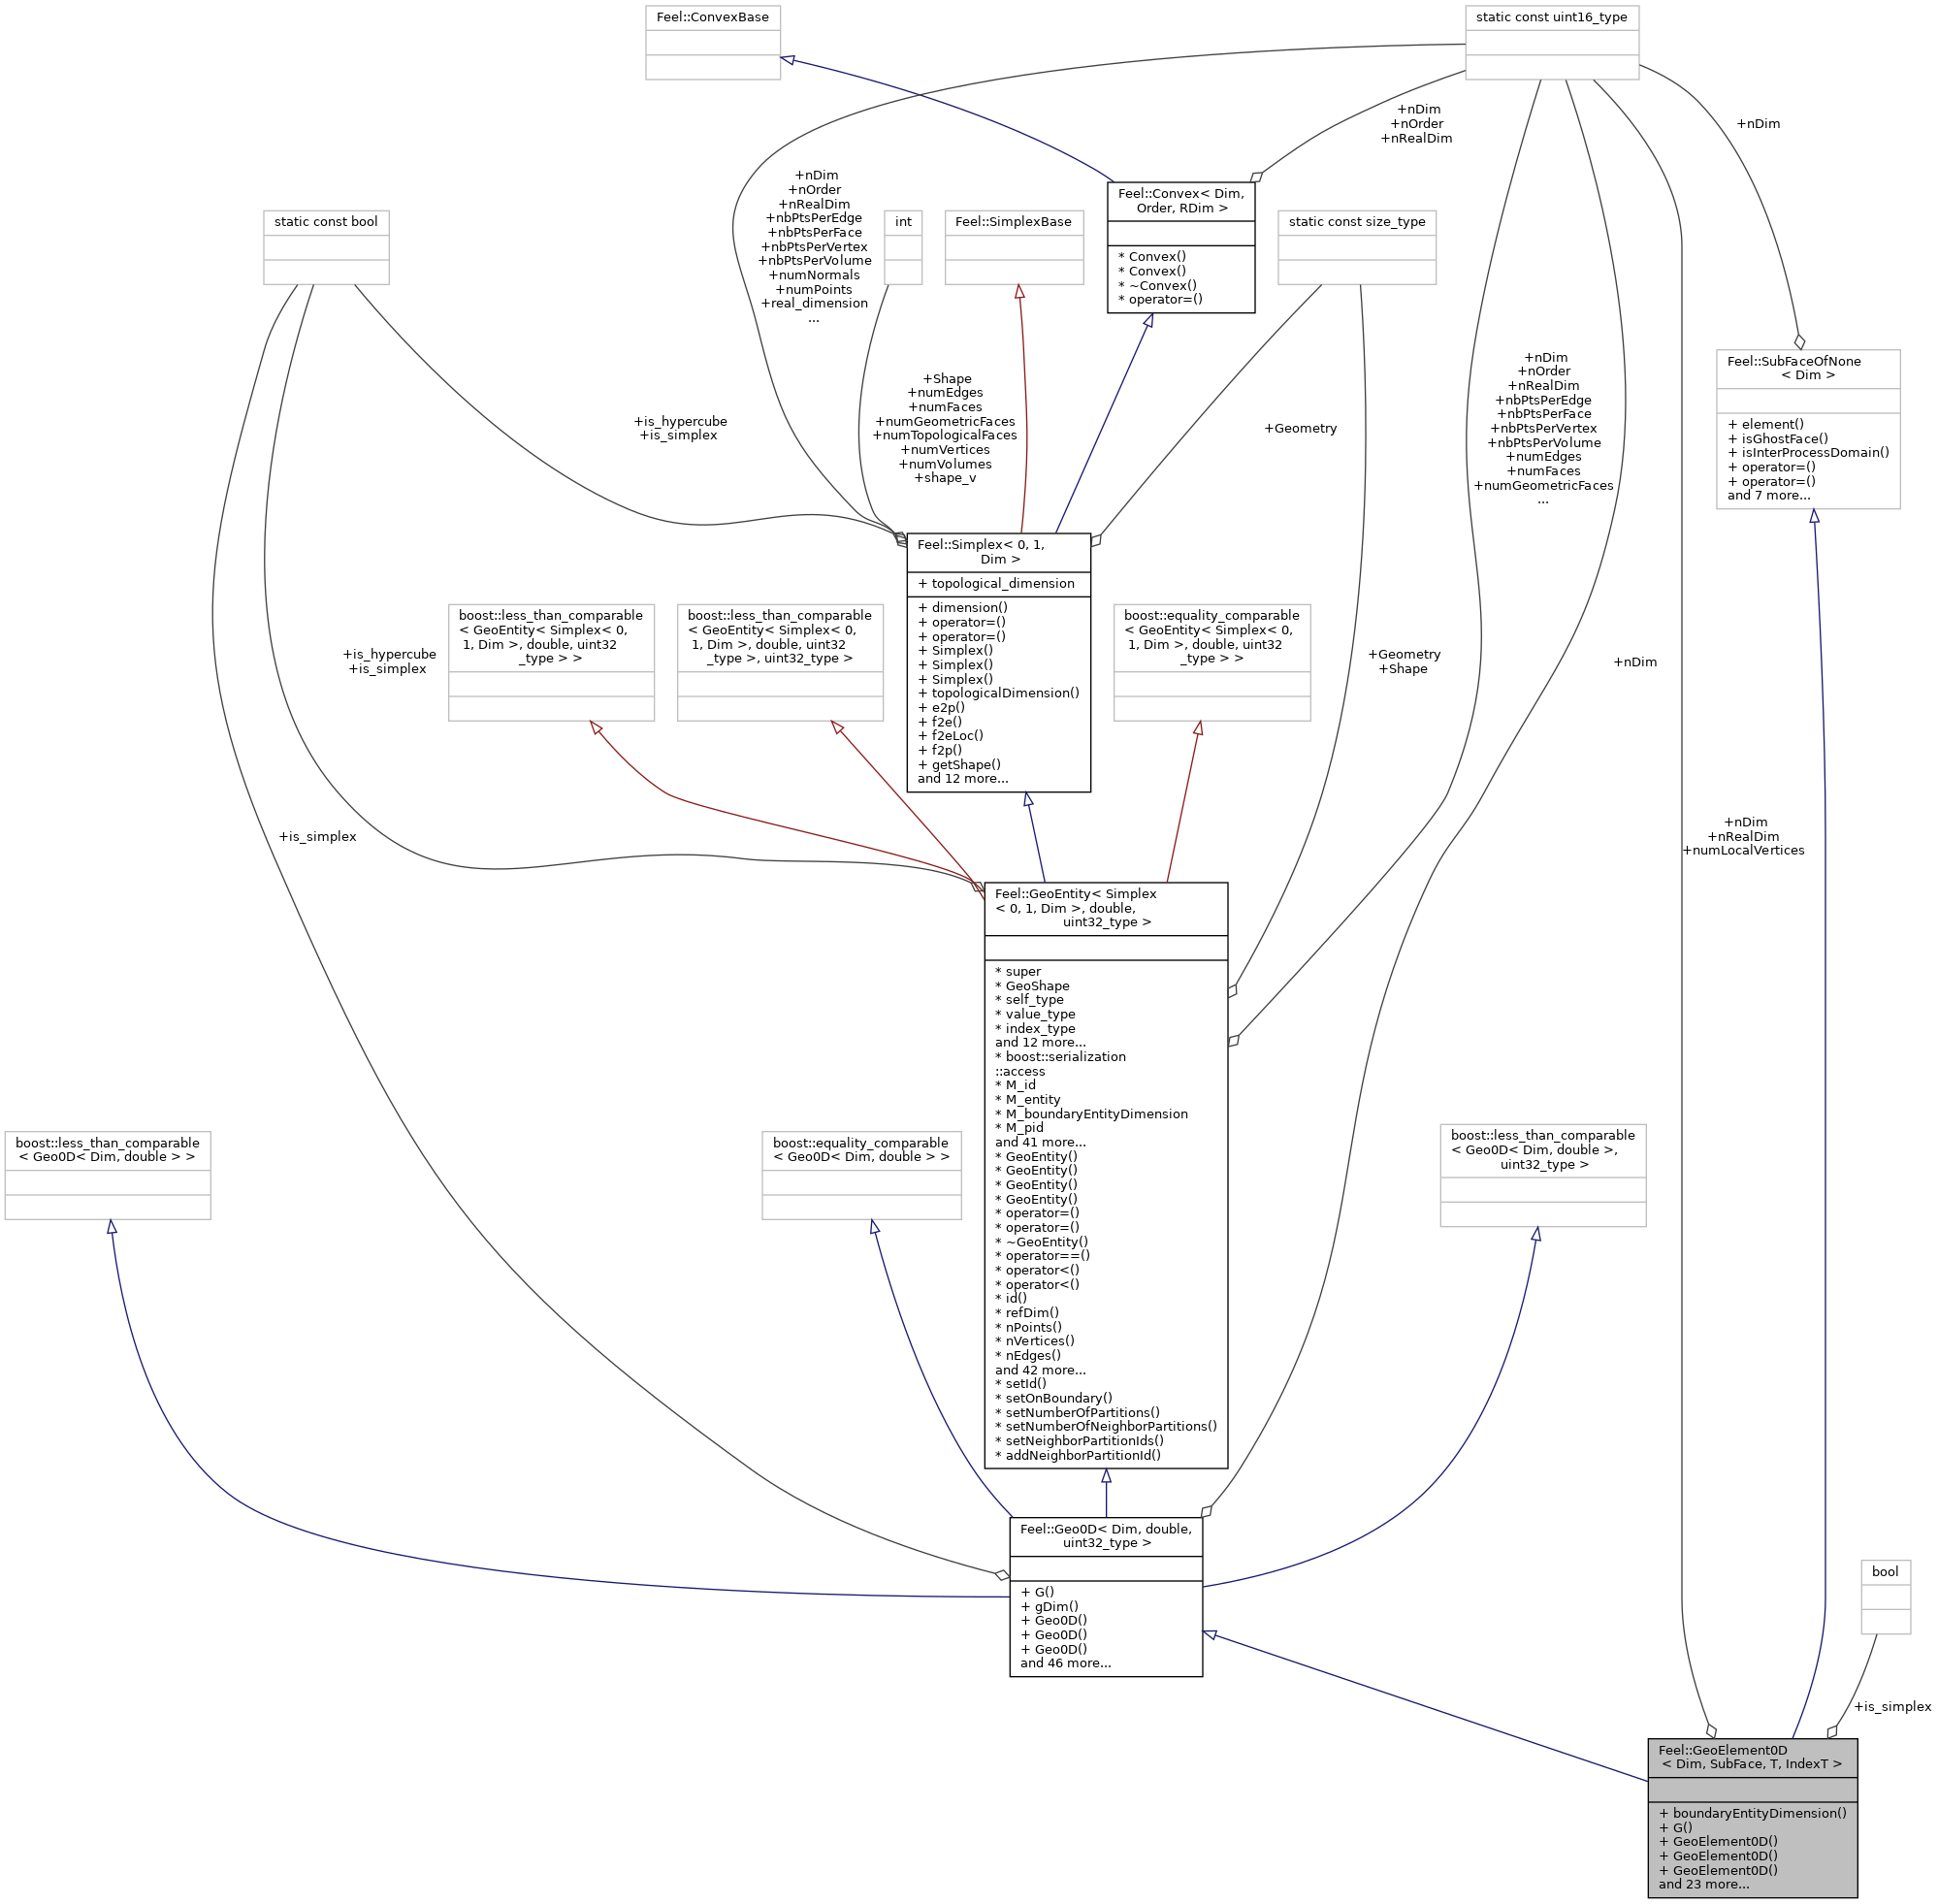 Feel::ConvexBase
static const uint16_type
+nDim
+nOrder
+nRealDim
+nDim
+nDim
+nOrder
+nRealDim
+nbPtsPerEdge
+nbPtsPerFace
+nbPtsPerVertex
+nbPtsPerVolume
+numNormals
+numPoints
+real_dimension
...
static const bool
int
Feel::SimplexBase
Feel::Convex< Dim,
Order, RDim >
* Convex()
* Convex()
* ~Convex()
* operator=()
static const size_type
Feel::SubFaceOfNone
< Dim >
+ element()
+ isGhostFace()
+ isInterProcessDomain()
+ operator=()
+ operator=()
and 7 more...
+is_hypercube
+is_simplex
+Shape
+numEdges
+numFaces
+numGeometricFaces
+numTopologicalFaces
+numVertices
+numVolumes
+shape_v
+Geometry
+nDim
+nOrder
+nRealDim
+nbPtsPerEdge
+nbPtsPerFace
+nbPtsPerVertex
+nbPtsPerVolume
+numEdges
+numFaces
+numGeometricFaces
...
Feel::Simplex< 0, 1,
Dim >
+ topological_dimension
+ dimension()
+ operator=()
+ operator=()
+ Simplex()
+ Simplex()
+ Simplex()
+ topologicalDimension()
+ e2p()
+ f2e()
+ f2eLoc()
+ f2p()
+ getShape()
and 12 more...
+is_hypercube
+is_simplex
boost::less_than_comparable
< GeoEntity< Simplex< 0,
1, Dim >, double, uint32
_type > >
boost::less_than_comparable
< GeoEntity< Simplex< 0,
1, Dim >, double, uint32
_type >, uint32_type >
boost::equality_comparable
< GeoEntity< Simplex< 0,
1, Dim >, double, uint32
_type > >
+Geometry
+Shape
+nDim
+is_simplex
+nDim
+nRealDim
+numLocalVertices
Feel::GeoEntity< Simplex
< 0, 1, Dim >, double,
uint32_type >
* super
* GeoShape
* self_type
* value_type
* index_type
and 12 more...
* boost::serialization
::access
* M_id
* M_entity
* M_boundaryEntityDimension
* M_pid
and 41 more...
* GeoEntity()
* GeoEntity()
* GeoEntity()
* GeoEntity()
* operator=()
* operator=()
* ~GeoEntity()
* operator==()
* operator<()
* operator<()
* id()
* refDim()
* nPoints()
* nVertices()
* nEdges()
and 42 more...
* setId()
* setOnBoundary()
* setNumberOfPartitions()
* setNumberOfNeighborPartitions()
* setNeighborPartitionIds()
* addNeighborPartitionId()
boost::less_than_comparable
< Geo0D< Dim, double > >
boost::equality_comparable
< Geo0D< Dim, double > >
boost::less_than_comparable
< Geo0D< Dim, double >,
uint32_type >
Feel::Geo0D< Dim, double,
uint32_type >
+ G()
+ gDim()
+ Geo0D()
+ Geo0D()
+ Geo0D()
and 46 more...
bool
+is_simplex
Feel::GeoElement0D
< Dim, SubFace, T, IndexT >
+ boundaryEntityDimension()
+ G()
+ GeoElement0D()
+ GeoElement0D()
+ GeoElement0D()
and 23 more...